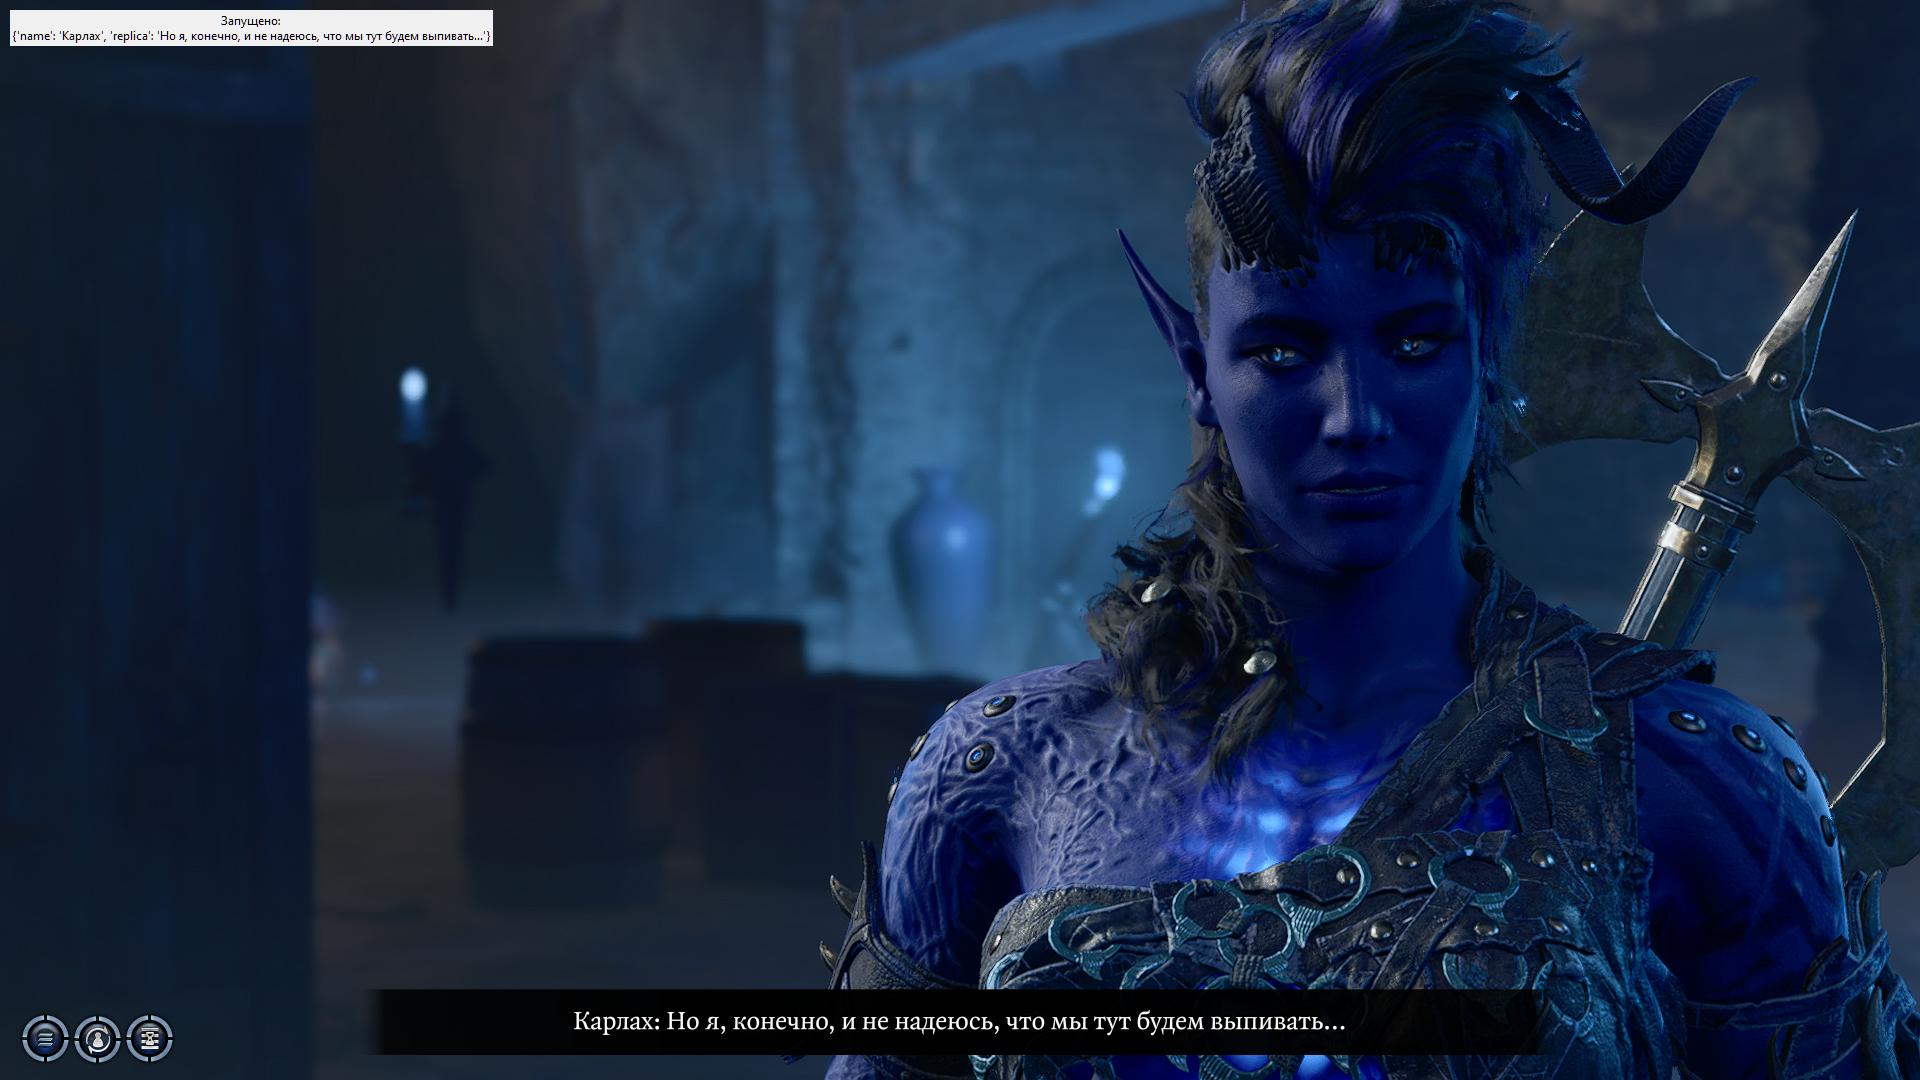 Запущено:
{'name': 'Карлах', 'replica': 'Но я, конечно, и не надеюсь, что мы тут будем выпивать...'}
Карлах: Но я, конечно, и не надеюсь, что мы тут будем выпивать...